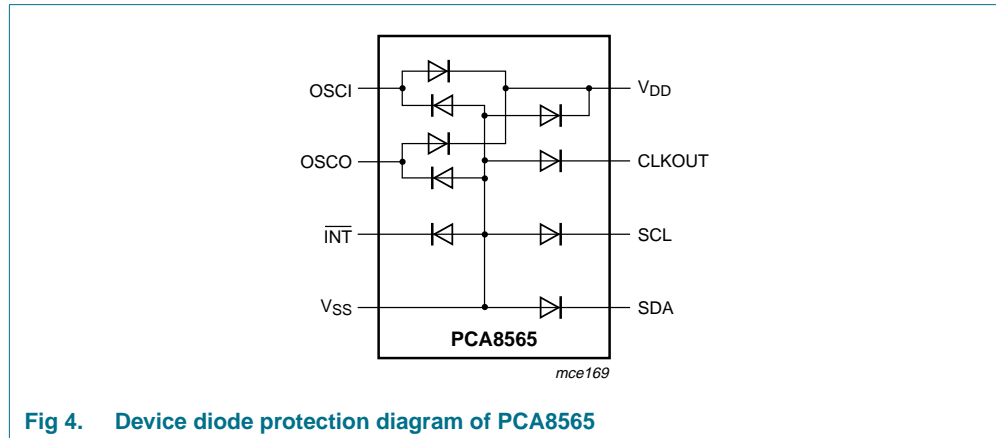 OSCI
OSCO
INT
VSS
VDD
CLKOUT
SCL
SDA
PCA8565
mce169
Fig 4. Device diode protection diagram of PCA8565